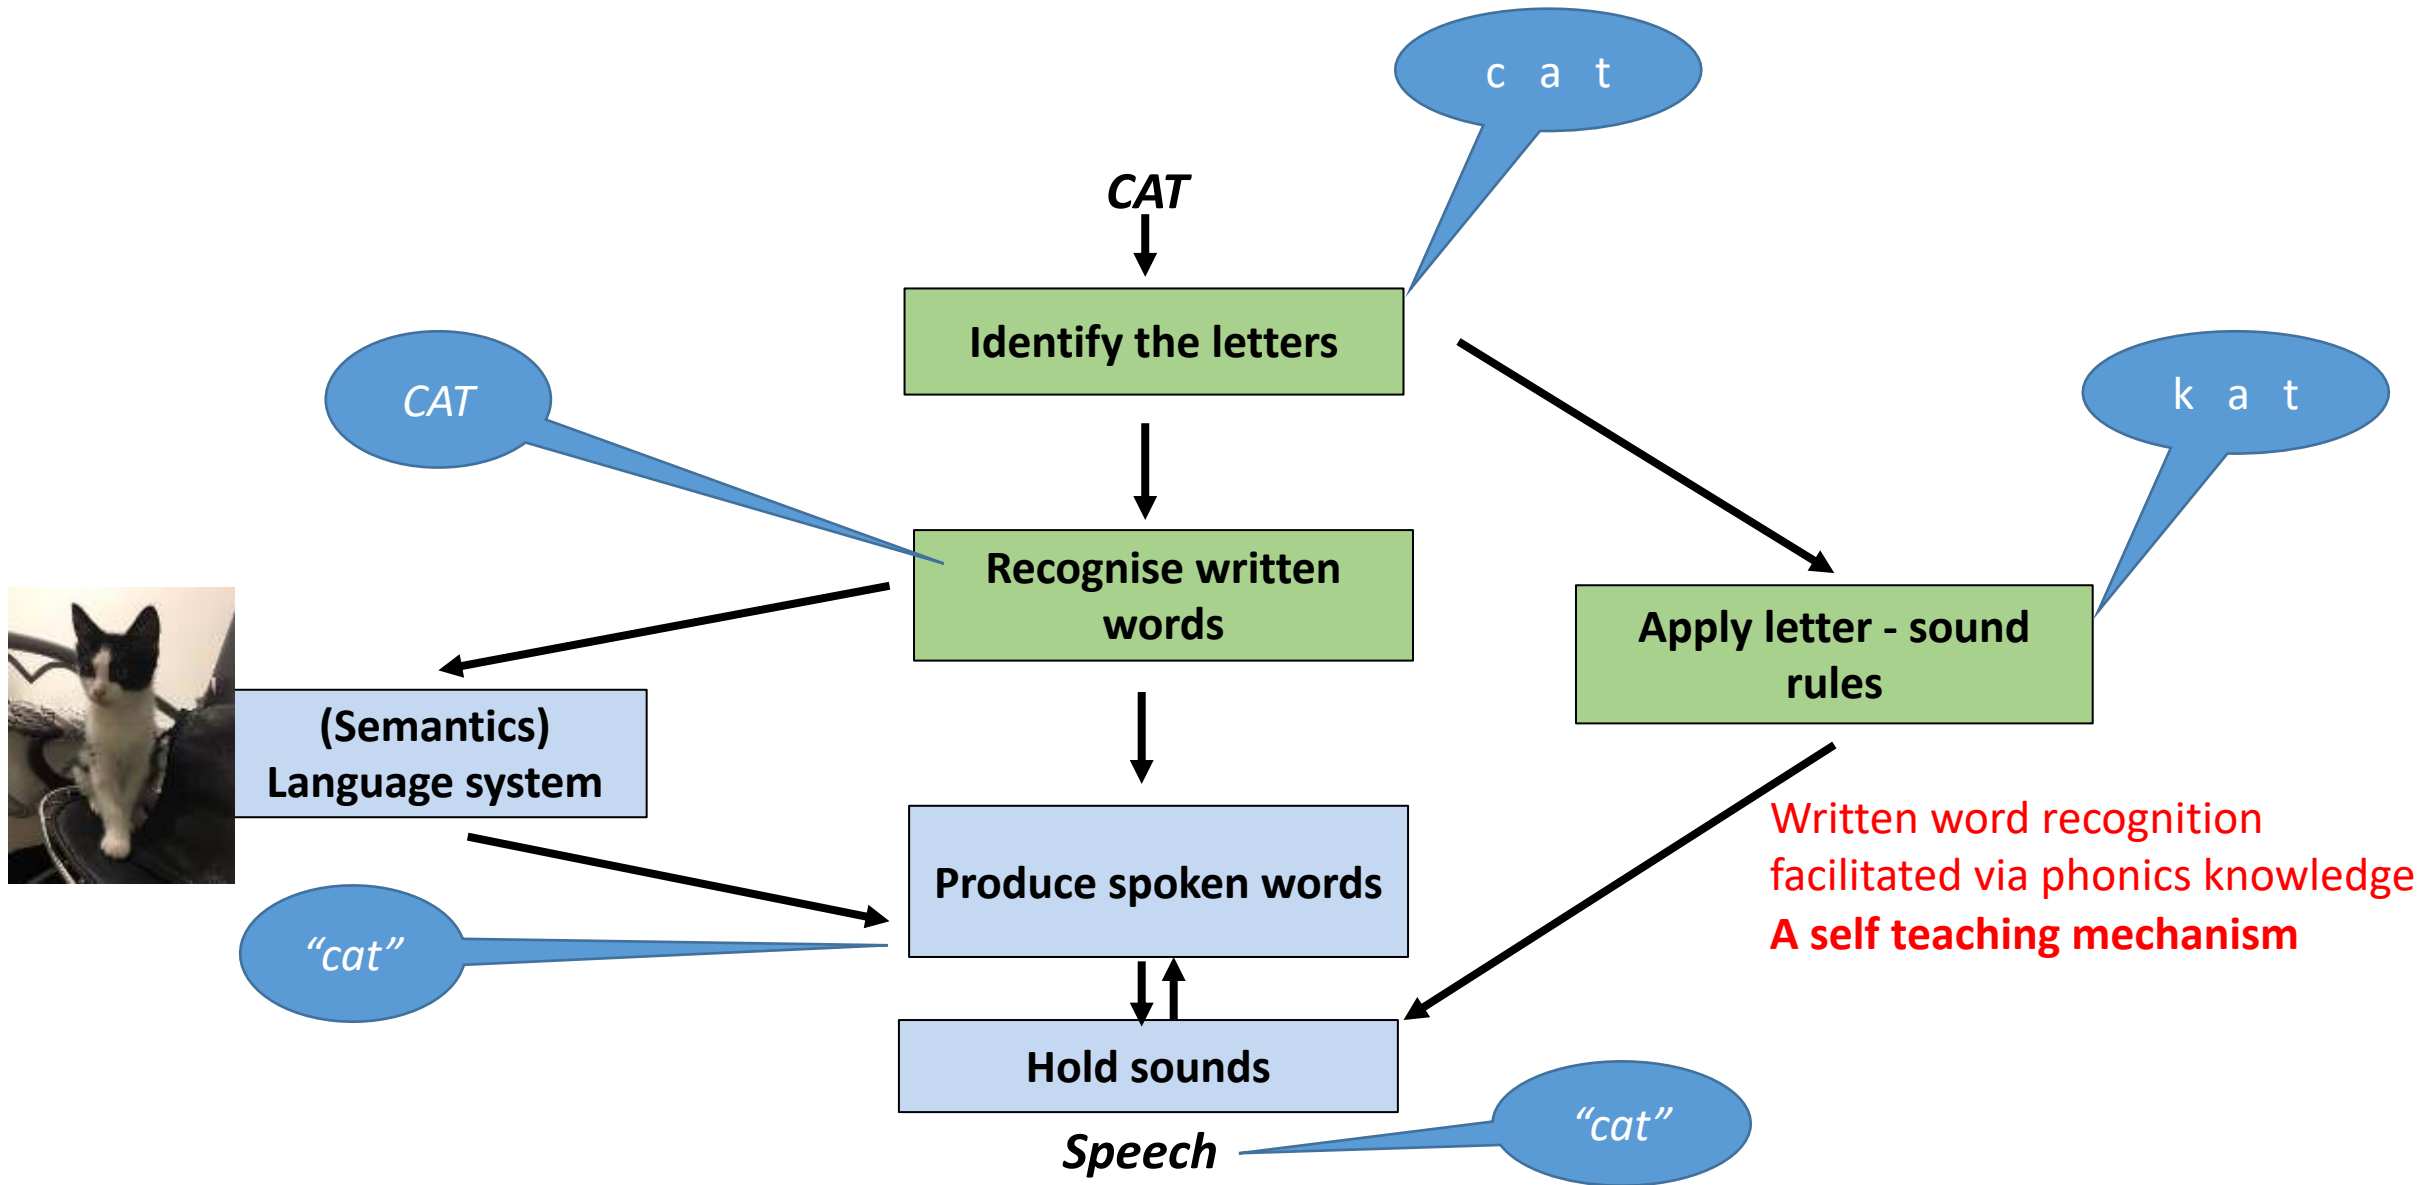 c a t
CAT
Identify the letters
CAT
k a t
Recognise written
words
Apply letter - sound
rules
(Semantics)
Language system
Produce spoken words
Written word recognition
facilitated via phonics knowledge
A self teaching mechanism
“cat”
Hold sounds
“cat”
Speech